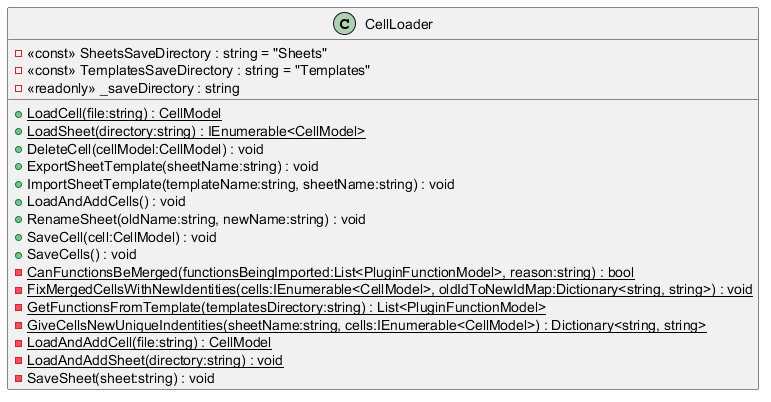 C CellLoader
«const» SheetsSaveDirectory : string = "Sheets"
«const» TemplatesSaveDirectory : string = "Templates"
«readonly» _saveDirectory : string
LoadCell(file:string) : CellModel
LoadSheet(directory:string) : IEnumerable<CellModel>
DeleteCell(cellModel:CellModel) : void
ExportSheetTemplate(sheetName:string) : void
ImportSheetTemplate(templateName:string, sheetName:string) : void
LoadAndAddCells() : void
RenameSheet(oldName:string, newName:string) : void
SaveCell(cell:CellModel) : void
SaveCells() : void
CanFunctionsBeMerged(functionsBeingImported:List<PluginFunctionModel>, reason:string) : bool
FixMergedCellsWithNewIdentities(cells:IEnumerable<CellModel>, oldIdToNewIdMap:Dictionary<string, string>) : void
GetFunctionsFromTemplate(templatesDirectory:string) : List<PluginFunctionModel>
GiveCellsNewUniqueIndentities(sheetName:string, cells:IEnumerable<CellModel>) : Dictionary<string, string>
LoadAndAddCell(file:string) : CellModel
LoadAndAddSheet(directory:string) : void
SaveSheet(sheet:string) : void